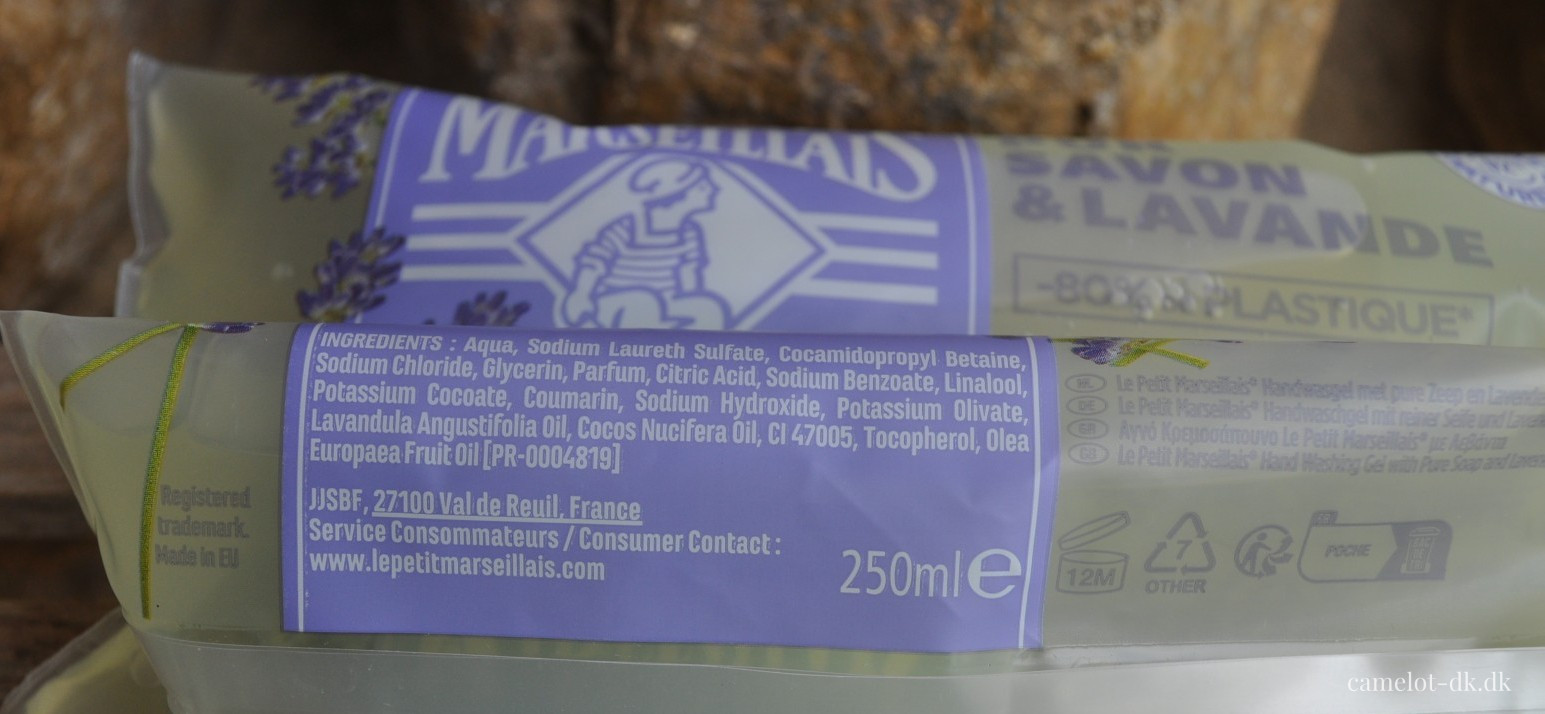 MARSEILLAIS
SAVON
& LAVANDE
-80% PLASTIQUE*
INGREDIENTS : Aqua, Sodium Laureth Sulfate, Cocamidopropyl Betaine,
Sodium Chloride, Glycerin, Parfum, Citric Acid, Sodium Benzoate, Linalool,
Potassium Cocoate, Coumarin, Sodium Hydroxide, Potassium Olivate,
Lavandula Angustifolia Oil, Cocos Nucifera Oil, CI 47005, Tocopherol, Olea
Europaea Fruit Oil [PR-0004819]
JJSBF, 27100 Val de Reuil, France
Service Consommateurs / Consumer Contact :
www.lepetitmarseillais.com
250ml e
Registered
trademark.
Made in EU
Le Petit Marseillais® Handwasgel met pure Zeep en
DE Le Petit Marseillais® Handwaschgel mit reiner Seife und
GR Αγνό Κρεμοσάπουνο Le Petit Marseillais® με
GB Le Petit Marseillais® Hand Washing Gel with Pure Soap and
12M
7
OTHER
FR
POCHE
camelot-dk.dk